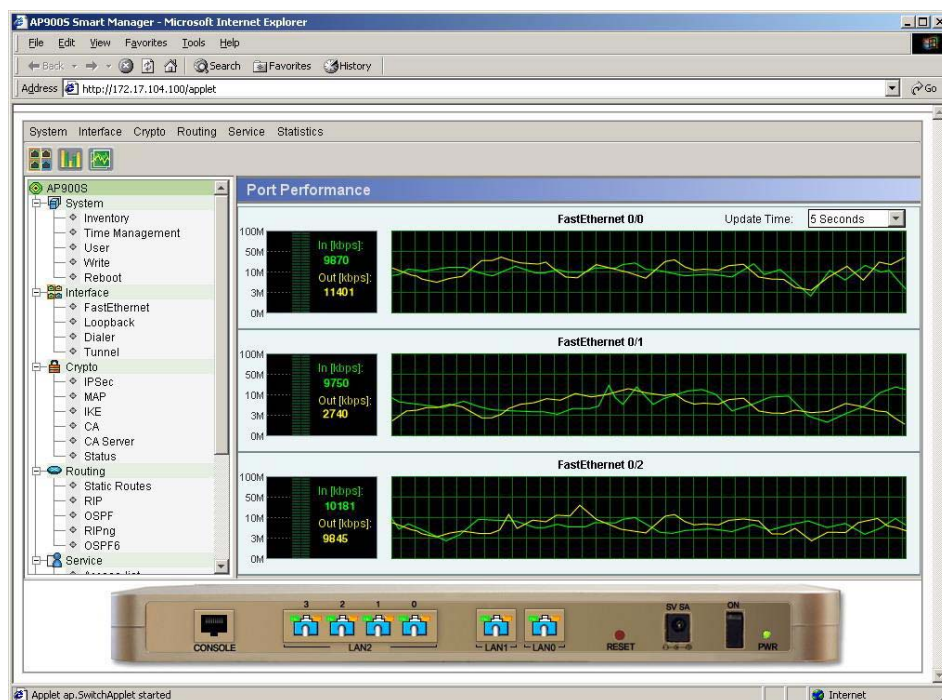 AP900S Smart Manager - Microsoft Internet Explorer
File Edit View Favorites Tools Help
Back Search Favorites History
Address http://172.17.104.100/applet Go
System Interface Crypto Routing Service Statistics
AP900S
System
Inventory
Time Management
User
Write
Reboot
Interface
FastEthernet
Loopback
Dialer
Tunnel
Crypto
IPSec
MAP
IKE
CA
CA Server
Status
Routing
Static Routes
RIP
OSPF
RIPng
OSPF6
Service
Port Performance
FastEthernet 0/0 Update Time: 5 Seconds
100M
50M
10M
3M
0M
In [kbps]:
9870
Out [kbps]:
11401
FastEthernet 0/1
100M
50M
10M
3M
0M
In [kbps]:
9750
Out [kbps]:
2740
FastEthernet 0/2
100M
50M
10M
3M
0M
In [kbps]:
10181
Out [kbps]:
9845
3 2 1 0 ON
CONSOLE LAN2 LAN1 LAN0 RESET PWR
Applet ap.SwitchApplet started Internet